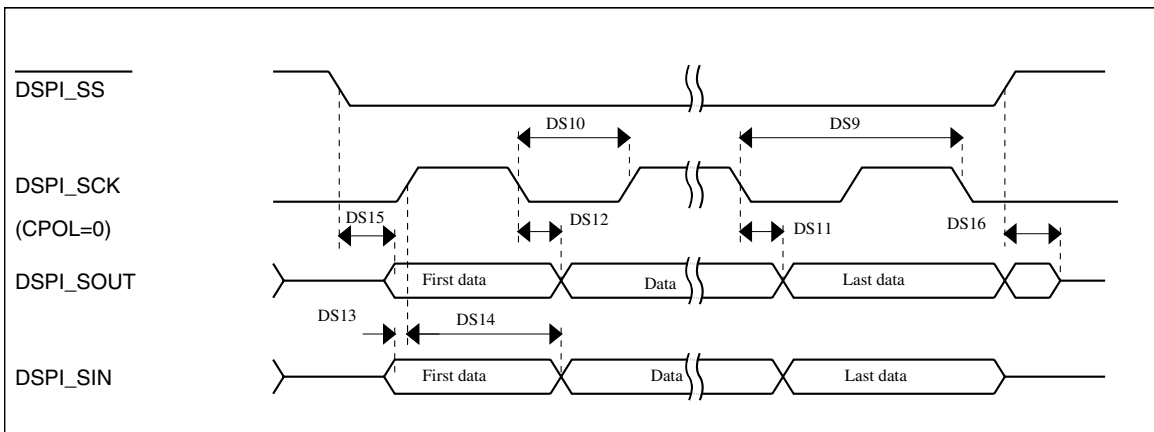 DSPI_SS
DS10
DS9
DSPI_SCK
(CPOL=0)
DS15
DS12
DS11
DS16
DSPI_SOUT
First data
Data
Last data
DS13
DS14
DSPI_SIN
First data
Data
Last data